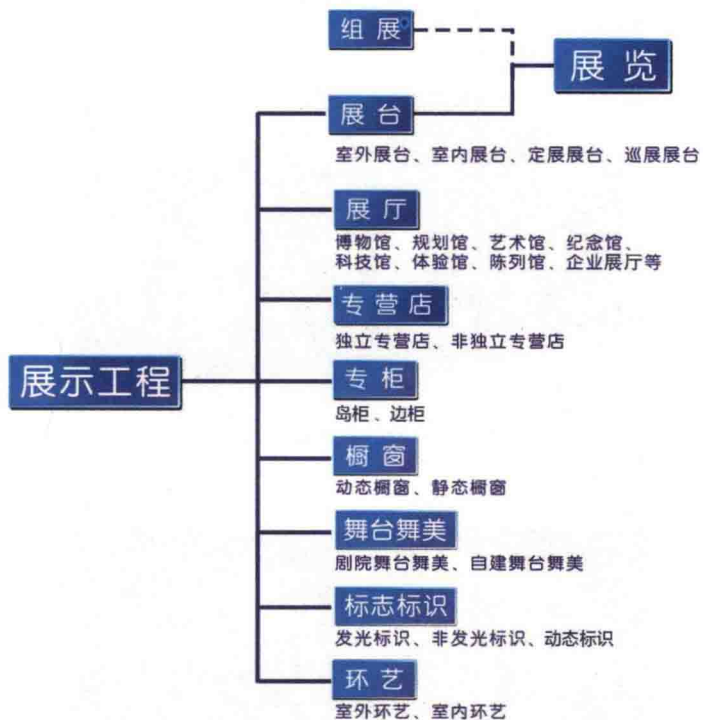 组展
展览
展台
室外展台、室内展台、定展展台、巡展展台
展厅
博物馆、规划馆、艺术馆、纪念馆、
科技馆、体验馆、陈列馆、企业展厅等
专营店
独立专营店、非独立专营店
展示工程
专柜
岛柜、边柜
橱窗
动态橱窗、静态橱窗
舞台舞美
剧院舞台舞美、自建舞台舞美
标志标识
发光标识、非发光标识、动态标识
环艺
室外环艺、室内环艺